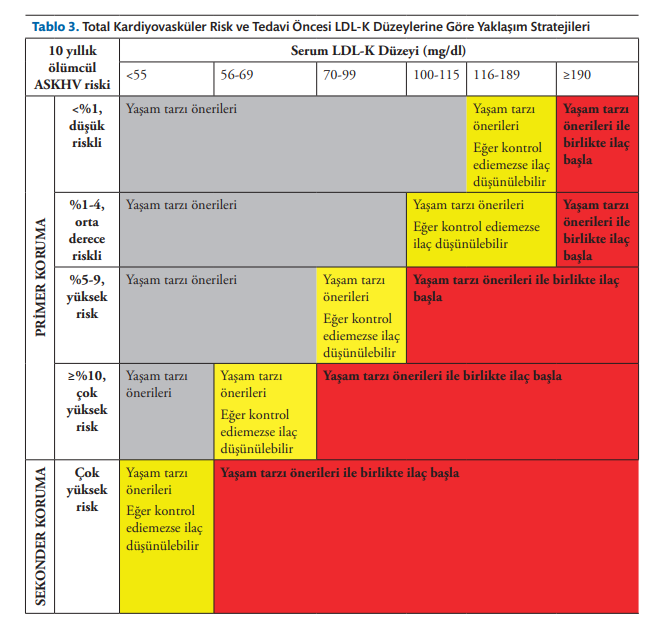 Tablo 3. Total Kardiyovasküler Risk ve Tedavi Öncesi LDL-K Düzeylerine Göre Yaklaşım Stratejileri
10 yıllık
ölümcül
ASKHV riski
Serum LDL-K Düzeyi (mg/dl)
<55
56-69
70-99
100-115
116-189
≥190
PRİMER KORUMA
<%1,
düşük
riskli
Yaşam tarzı önerileri
Yaşam tarzı
önerileri
Eğer kontrol
ediemezse ilaç
düşünülebilir
Yaşam tarzı
önerileri ile
birlikte ilaç
başla
%1-4,
orta
derece
riskli
Yaşam tarzı önerileri
Yaşam tarzı önerileri
Eğer kontrol ediemezse
ilaç düşünülebilir
Yaşam tarzı
önerileri ile
birlikte ilaç
başla
%5-9,
yüksek
risk
Yaşam tarzı önerileri
Yaşam tarzı
önerileri
Eğer kontrol
ediemezse ilaç
düşünülebilir
Yaşam tarzı önerileri ile birlikte ilaç
başla
≥%10,
çok
yüksek
risk
Yaşam tarzı
önerileri
Yaşam tarzı
önerileri
Eğer kontrol
ediemezse ilaç
düşünülebilir
Yaşam tarzı önerileri ile birlikte ilaç başla
SEKONDER KORUMA
Çok
yüksek
risk
Yaşam tarzı
önerileri
Eğer kontrol
ediemezse ilaç
düşünülebilir
Yaşam tarzı önerileri ile birlikte ilaç başla